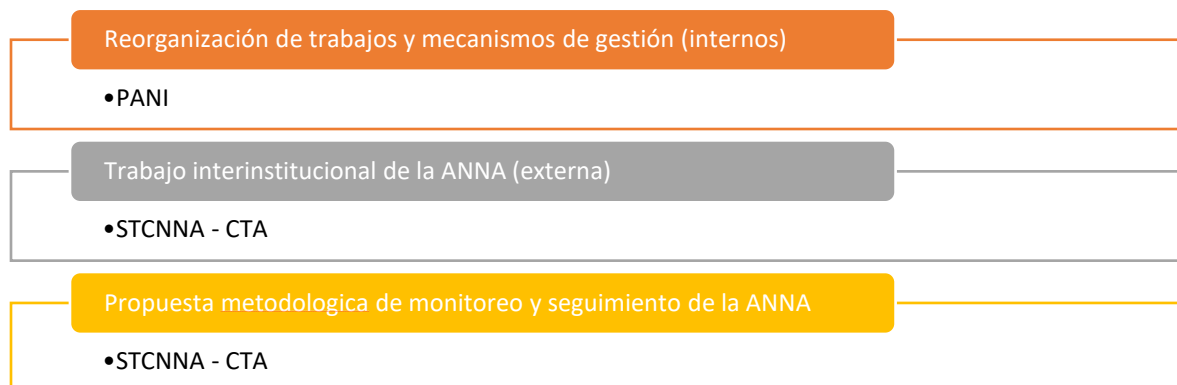 Reorganización de trabajos y mecanismos de gestión (internos)
•PANI
Trabajo interinstitucional de la ANNA (externa)
•STCNNA - CTA
Propuesta metodologica de monitoreo y seguimiento de la ANNA
•STCNNA - CTA